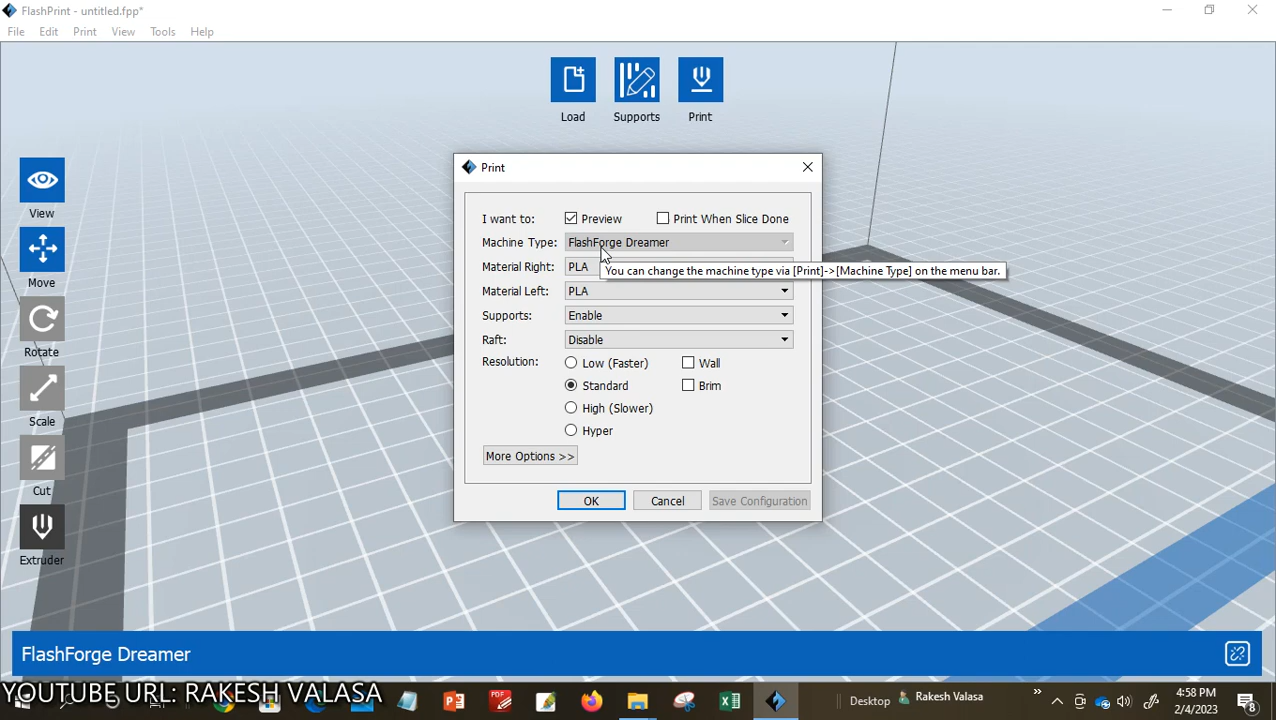 FlashPrint - untitled.fpp*
File Edit Print View Tools Help
Load Supports Print
View
Move
Rotate
Scale
Cut
Extruder
Print
I want to: Preview Print When Slice Done
Machine Type: FlashForge Dreamer
Material Right: PLA
You can change the machine type via [Print]->[Machine Type] on the menu bar.
Material Left: PLA
Supports: Enable
Raft: Disable
Resolution: Low (Faster) Wall
Standard Brim
High (Slower)
Hyper
More Options >>
OK Cancel Save Configuration
FlashForge Dreamer
YOUTUBE URL: RAKESH VALASA
Desktop Rakesh Valasa
4:58 PM
2/4/2023
8